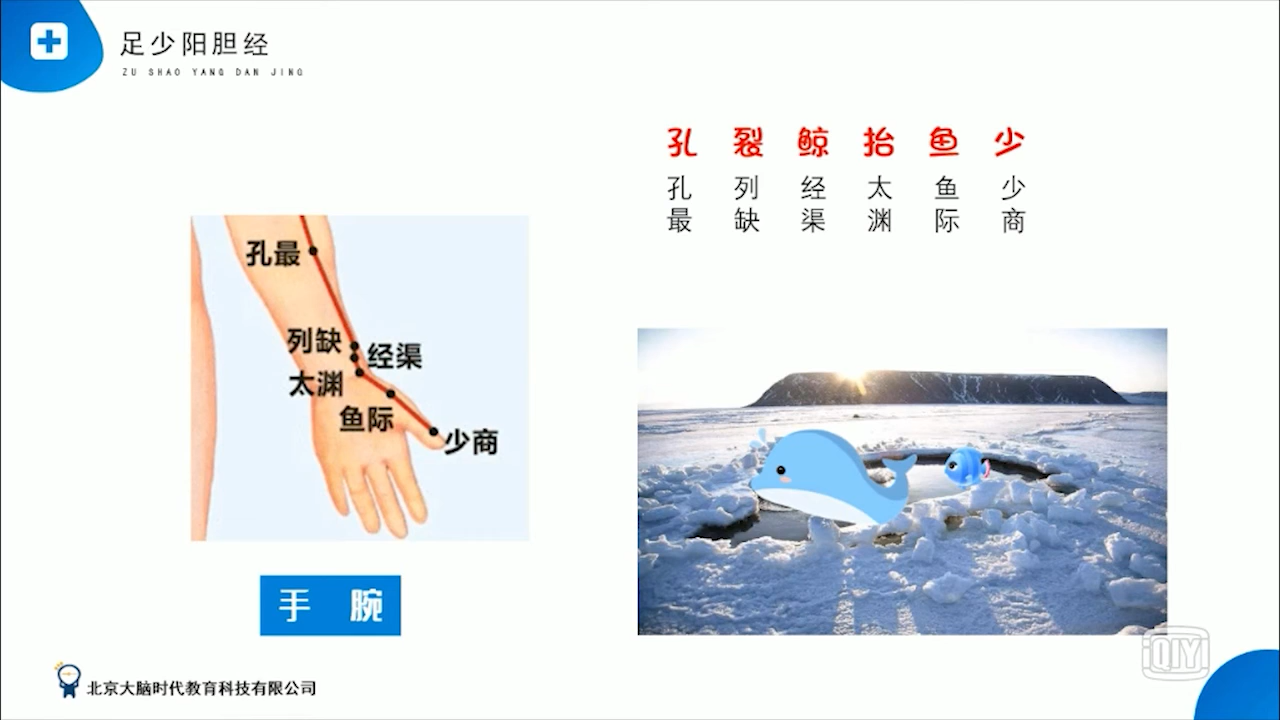 足少阳胆经
ZU SHAO YANG DAN JING
孔 裂 鲸 抬 鱼 少
孔 列 经 太 鱼 少
最 缺 渠 渊 际 商
孔最
列缺
经渠
太渊
鱼际
少商
手 腕
北京大脑时代教育科技有限公司
iQIYI